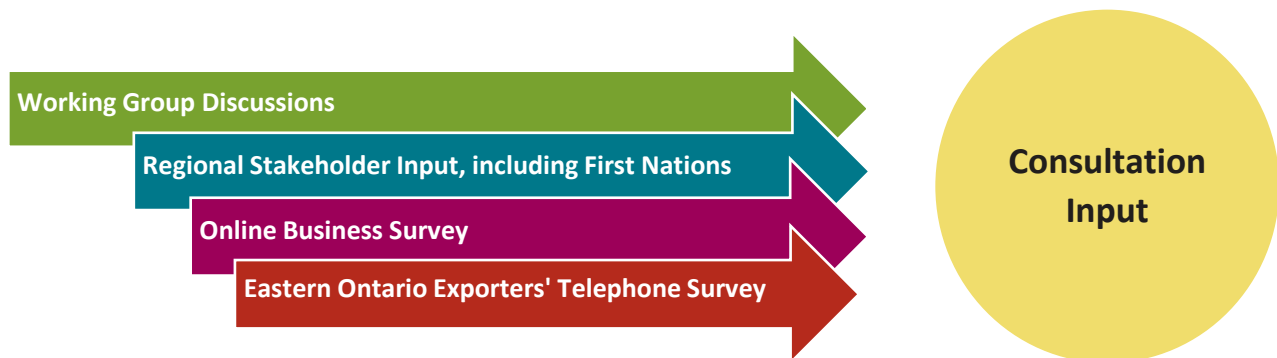 Working Group Discussions
Regional Stakeholder Input, including First Nations
Online Business Survey
Eastern Ontario Exporters' Telephone Survey
Consultation
Input